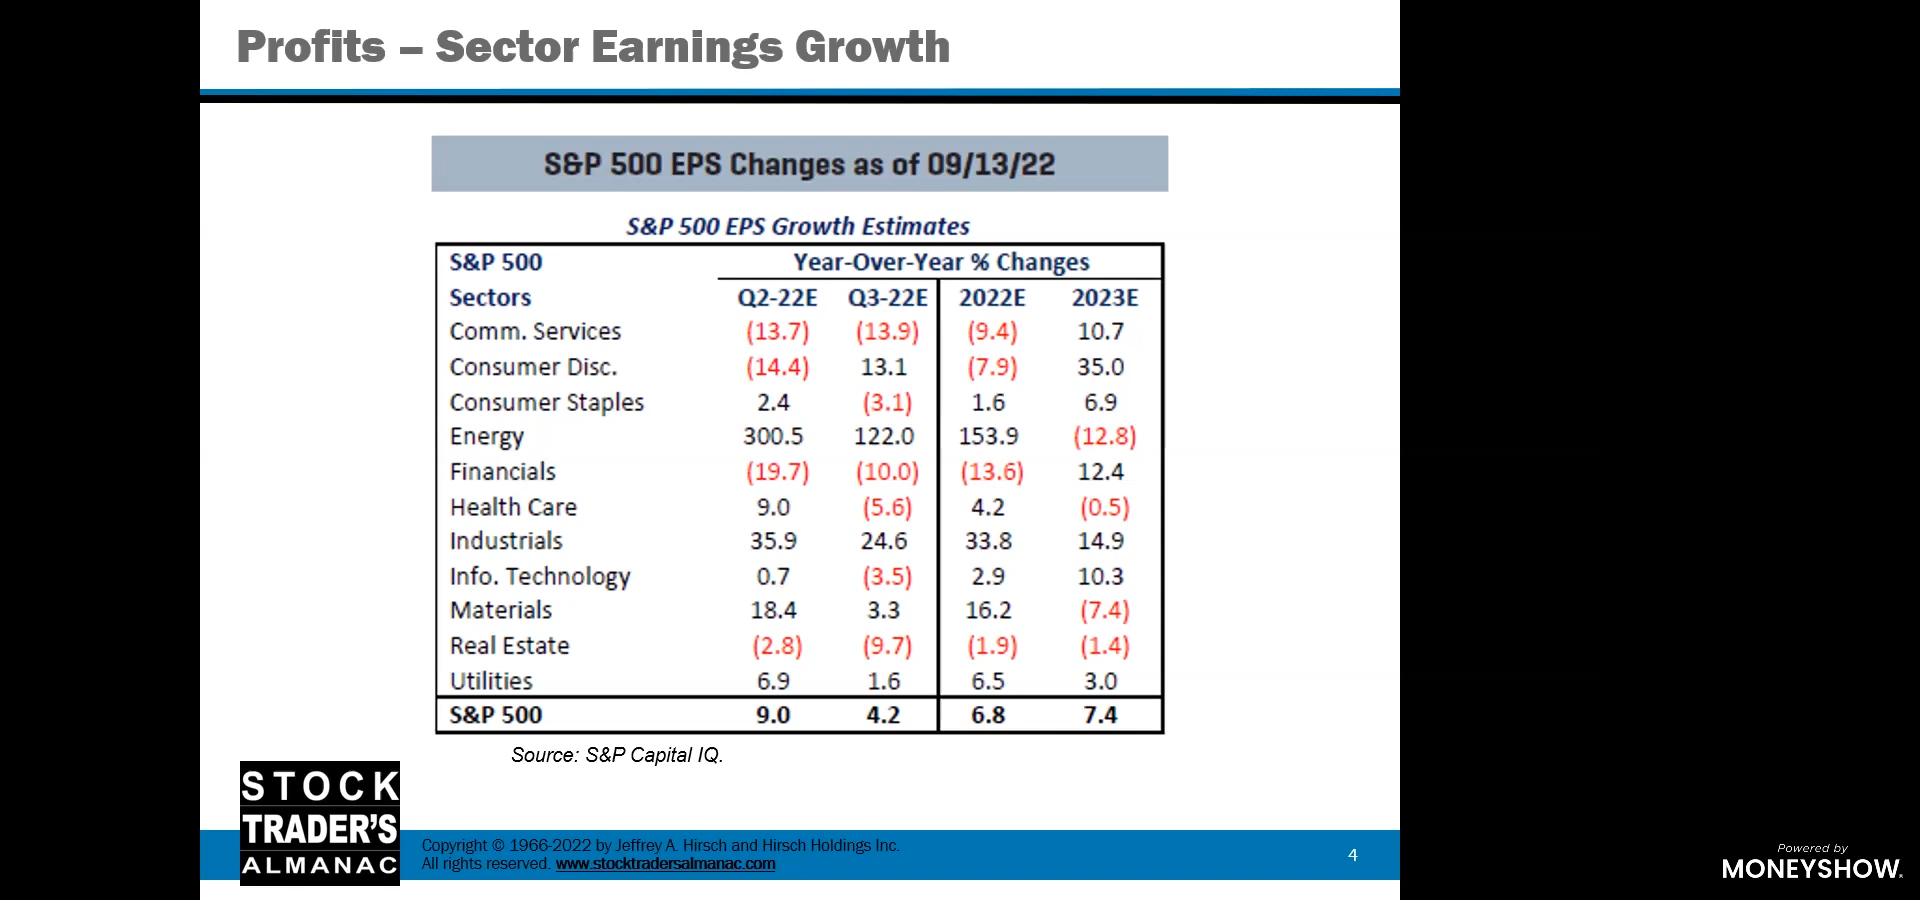 Profits – Sector Earnings Growth
S&P 500 EPS Changes as of 09/13/22
S&P 500 EPS Growth Estimates
S&P 500 Year-Over-Year % Changes
Sectors Q2-22E Q3-22E 2022E 2023E
Comm. Services (13.7) (13.9) (9.4) 10.7
Consumer Disc. (14.4) 13.1 (7.9) 35.0
Consumer Staples 2.4 (3.1) 1.6 6.9
Energy 300.5 122.0 153.9 (12.8)
Financials (19.7) (10.0) (13.6) 12.4
Health Care 9.0 (5.6) 4.2 (0.5)
Industrials 35.9 24.6 33.8 14.9
Info. Technology 0.7 (3.5) 2.9 10.3
Materials 18.4 3.3 16.2 (7.4)
Real Estate (2.8) (9.7) (1.9) (1.4)
Utilities 6.9 1.6 6.5 3.0
S&P 500 9.0 4.2 6.8 7.4
Source: S&P Capital IQ.
STOCK
TRADER'S
ALMANAC
Copyright © 1966-2022 by Jeffrey A. Hirsch and Hirsch Holdings Inc.
All rights reserved. www.stocktradersalmanac.com
4
Powered by
MONEYSHOW.